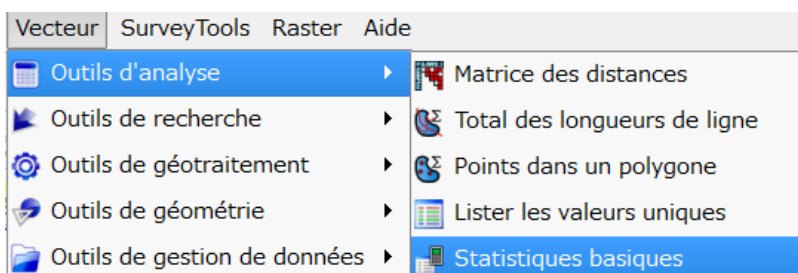 Vecteur SurveyTools Raster Aide
Outils d'analyse
Outils de recherche
Outils de géotraitement
Outils de géométrie
Outils de gestion de données
Matrice des distances
Total des longueurs de ligne
Points dans un polygone
Lister les valeurs uniques
Statistiques basiques